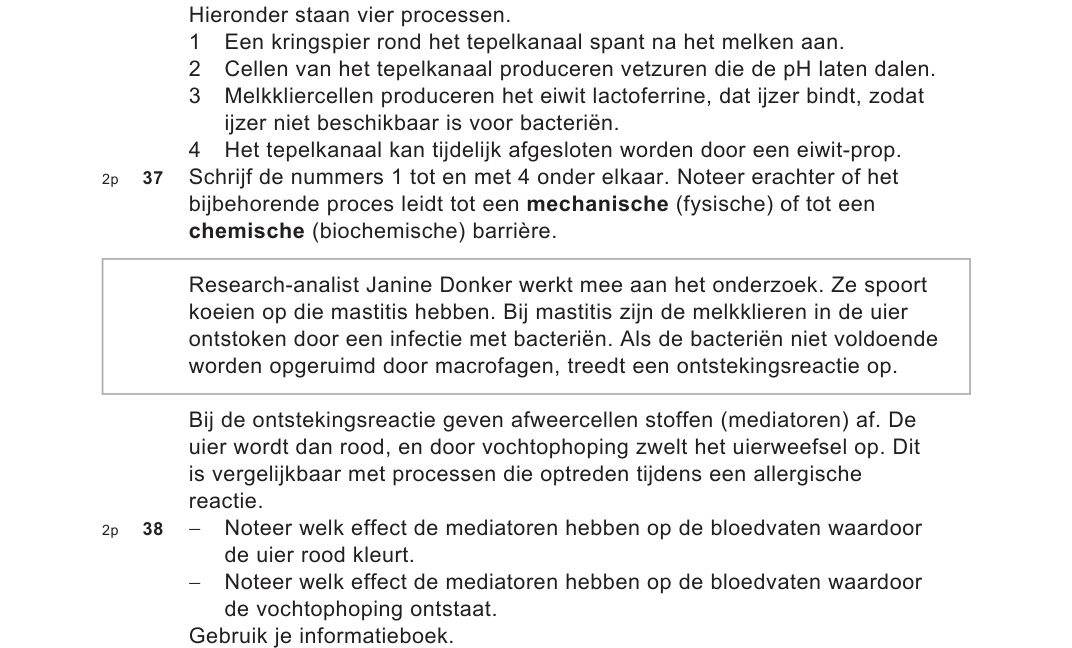 Hieronder staan vier processen.
1 Een kringspier rond het tepelkanaal spant na het melken aan.
2 Cellen van het tepelkanaal produceren vetzuren die de pH laten dalen.
3 Melkkliercellen produceren het eiwit lactoferrine, dat ijzer bindt, zodat
ijzer niet beschikbaar is voor bacteriën.
4 Het tepelkanaal kan tijdelijk afgesloten worden door een eiwit-prop.
2p 37 Schrijf de nummers 1 tot en met 4 onder elkaar. Noteer erachter of het
bijbehorende proces leidt tot een mechanische (fysische) of tot een
chemische (biochemische) barrière.
Research-analist Janine Donker werkt mee aan het onderzoek. Ze spoort
koeien op die mastitis hebben. Bij mastitis zijn de melkklieren in de uier
ontstoken door een infectie met bacteriën. Als de bacteriën niet voldoende
worden opgeruimd door macrofagen, treedt een ontstekingsreactie op.
Bij de ontstekingsreactie geven afweercellen stoffen (mediatoren) af. De
uier wordt dan rood, en door vochtophoping zwelt het uierweefsel op. Dit
is vergelijkbaar met processen die optreden tijdens een allergische
reactie.
2p 38 – Noteer welk effect de mediatoren hebben op de bloedvaten waardoor
de uier rood kleurt.
– Noteer welk effect de mediatoren hebben op de bloedvaten waardoor
de vochtophoping ontstaat.
Gebruik je informatieboek.